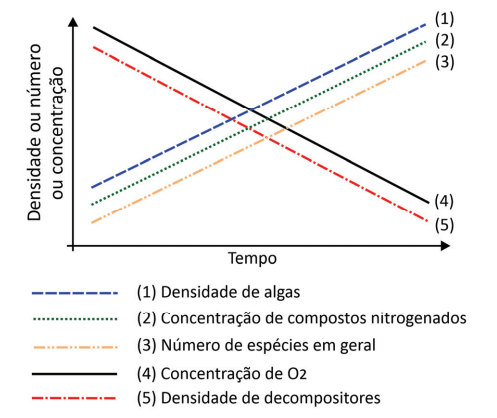 Densidade ou número
ou concentração
(1)
(2)
(3)
(4)
(5)
Tempo
(1) Densidade de algas
(2) Concentração de compostos nitrogenados
(3) Número de espécies em geral
(4) Concentração de O2
(5) Densidade de decompositores